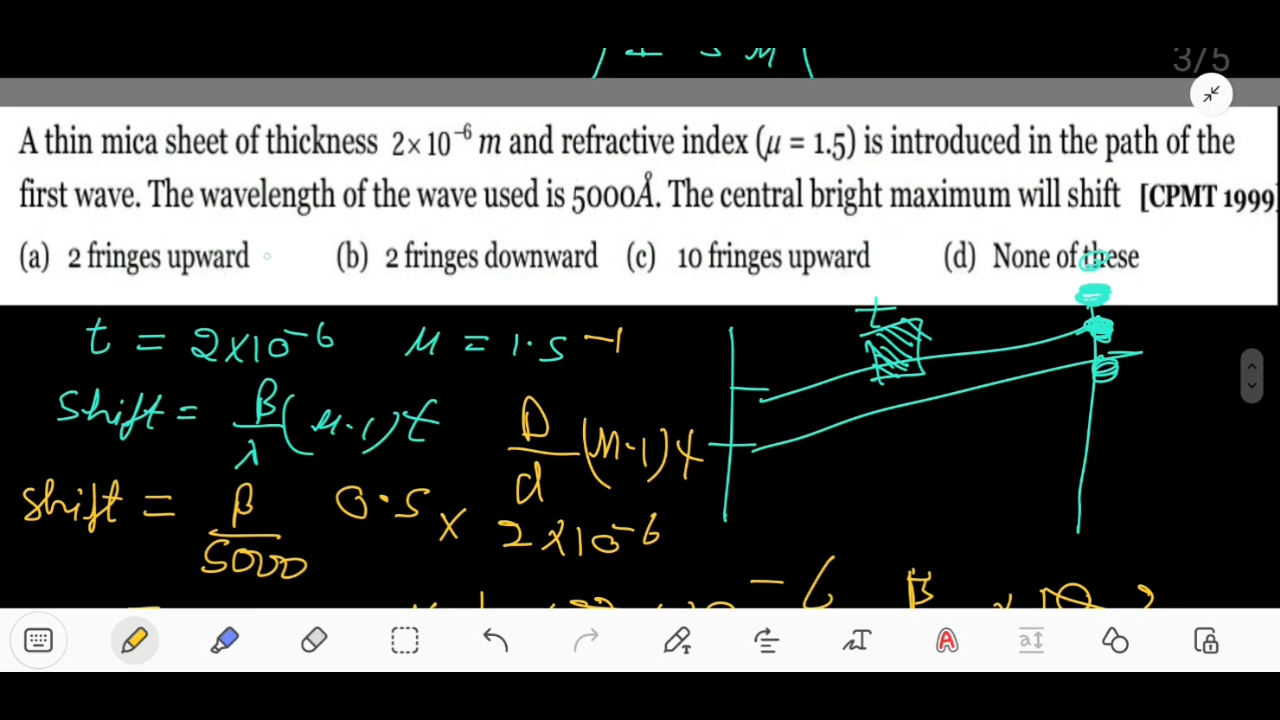 3/5
A thin mica sheet of thickness 2×10⁻⁶ m and refractive index (μ = 1.5) is introduced in the path of the
first wave. The wavelength of the wave used is 5000Å. The central bright maximum will shift [CPMT 1999
(a) 2 fringes upward (b) 2 fringes downward (c) 10 fringes upward (d) None of these
t = 2×10⁻⁶ μ = 1.5 −1
t
Shift = β/λ (μ-1)t D/d (μ-1)t
Shift = β/5000 0.5 × 2×10⁻⁶